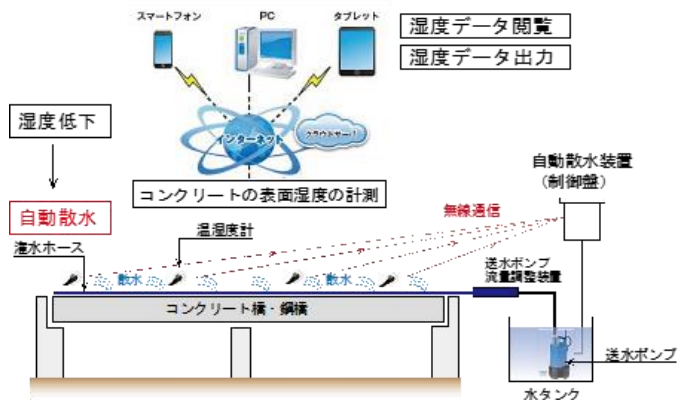 スマートフォン
PC
タブレット
湿度データ閲覧
湿度データ出力
インターネット
クラウドサーバ
湿度低下
コンクリートの表面湿度の計測
自動散水装置
(制御盤)
自動散水
無線通信
温湿度計
灌水ホース
散水
散水
送水ポンプ
流量調整装置
コンクリート橋・鋼橋
送水ポンプ
水タンク